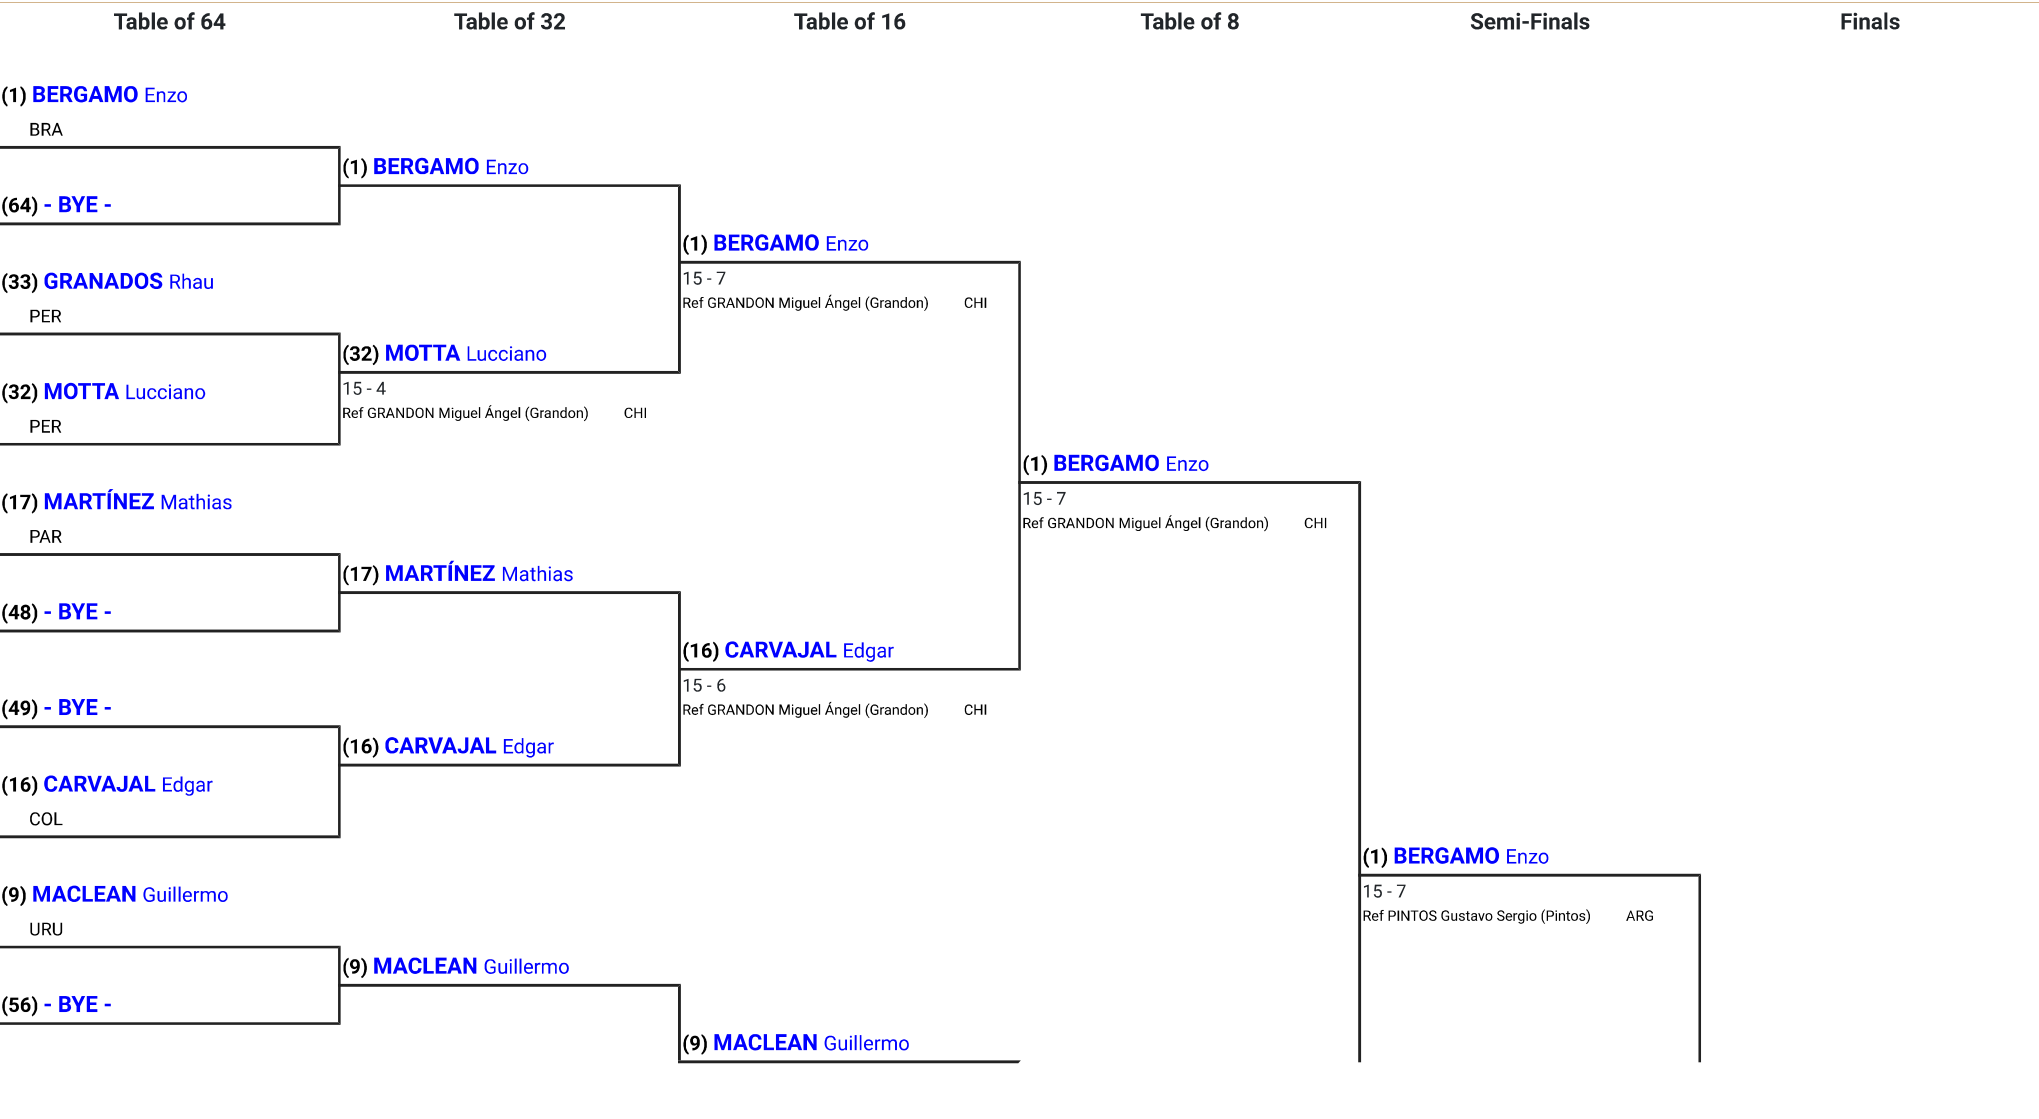 Table of 64 Table of 32 Table of 16 Table of 8 Semi-Finals Finals
(1) BERGAMO Enzo
BRA
(1) BERGAMO Enzo
(64) - BYE -
(1) BERGAMO Enzo
15 - 7
Ref GRANDON Miguel Ángel (Grandon) CHI
(33) GRANADOS Rhau
PER
(32) MOTTA Lucciano
15 - 4
Ref GRANDON Miguel Ángel (Grandon) CHI
(32) MOTTA Lucciano
PER
(1) BERGAMO Enzo
15 - 7
Ref GRANDON Miguel Ángel (Grandon) CHI
(17) MARTÍNEZ Mathias
PAR
(17) MARTÍNEZ Mathias
(48) - BYE -
(16) CARVAJAL Edgar
15 - 6
Ref GRANDON Miguel Ángel (Grandon) CHI
(49) - BYE -
(16) CARVAJAL Edgar
(16) CARVAJAL Edgar
COL
(1) BERGAMO Enzo
15 - 7
Ref PINTOS Gustavo Sergio (Pintos) ARG
(9) MACLEAN Guillermo
URU
(9) MACLEAN Guillermo
(56) - BYE -
(9) MACLEAN Guillermo